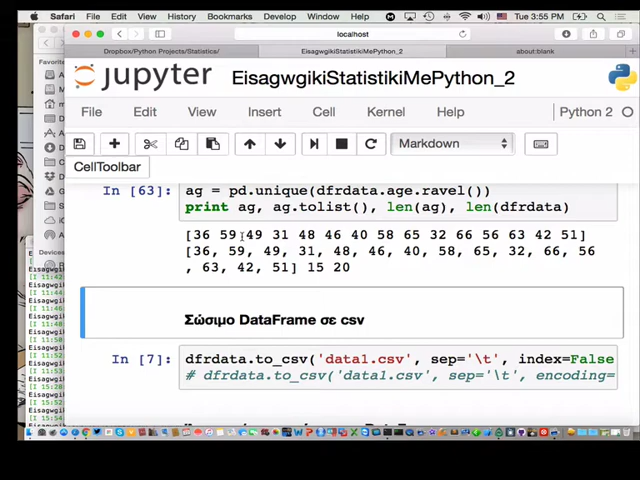 Safari File Edit View History Bookmarks Develop Window Help Tue 3:55 PM
localhost
Dropbox/Python Projects/Statistics/ EisagwgikiStatistikiMePython_2 about:blank
Favorites
jupyter EisagwgikiStatistikiMePython_2
File Edit View Insert Cell Kernel Help Python 2
Markdown
CellToolbar
In [63]: ag = pd.unique(dfrdata.age.ravel())
print ag, ag.tolist(), len(ag), len(dfrdata)
[36 59 49 31 48 46 40 58 65 32 66 56 63 42 51]
[36, 59, 49, 31, 48, 46, 40, 58, 65, 32, 66, 56
, 63, 42, 51] 15 20
Σώσιμο DataFrame σε csv
In [7]: dfrdata.to_csv('data1.csv', sep='\t', index=False
# dfrdata.to_csv('data1.csv', sep='\t', encoding=